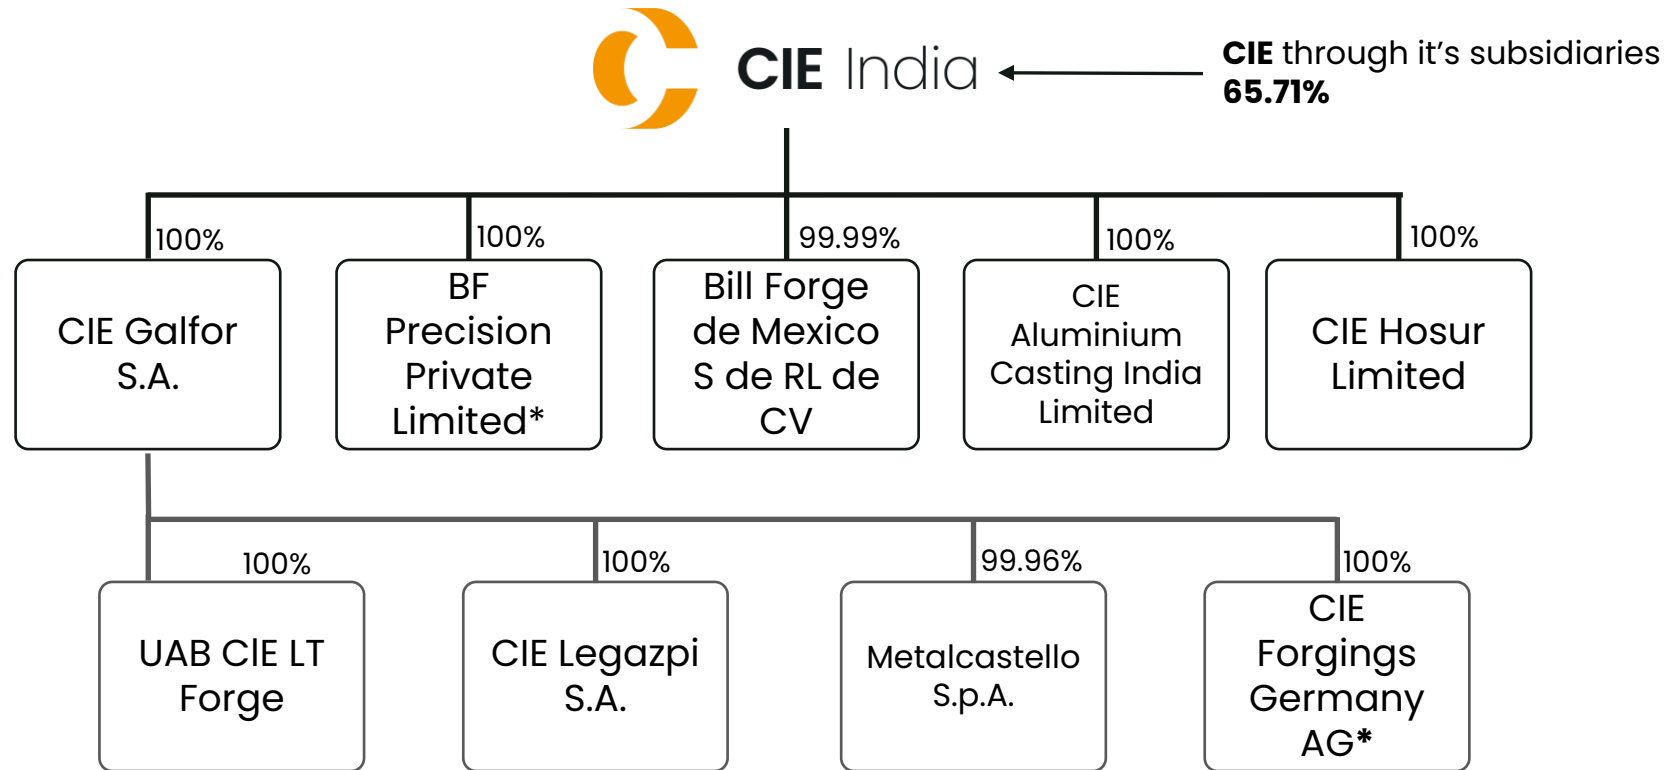 CIE India
CIE through it's subsidiaries
65.71%
100%
100%
99.99%
100%
100%
CIE Galfor
S.A.
BF
Precision
Private
Limited*
Bill Forge
de Mexico
S de RL de
CV
CIE
Aluminium
Casting India
Limited
CIE Hosur
Limited
100%
100%
99.96%
100%
UAB CIE LT
Forge
CIE Legazpi
S.A.
Metalcastello
S.p.A.
CIE
Forgings
Germany
AG*